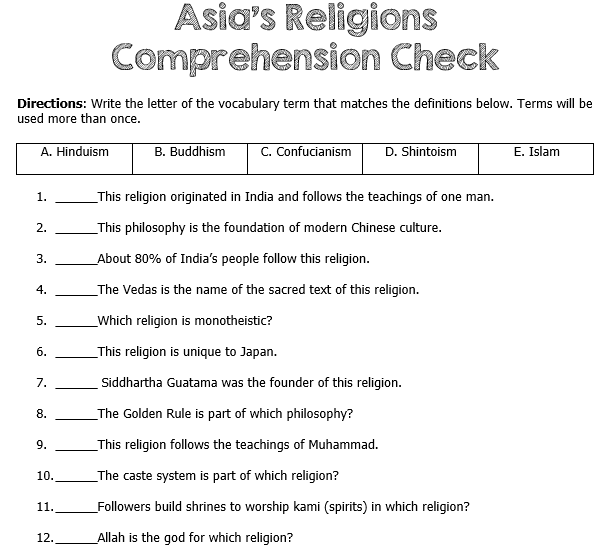 Asia's Religions
Comprehension Check
Directions: Write the letter of the vocabulary term that matches the definitions below. Terms will be
used more than once.
A. Hinduism B. Buddhism C. Confucianism D. Shintoism E. Islam
1. ______This religion originated in India and follows the teachings of one man.
2. ______This philosophy is the foundation of modern Chinese culture.
3. ______About 80% of India's people follow this religion.
4. ______The Vedas is the name of the sacred text of this religion.
5. ______Which religion is monotheistic?
6. ______This religion is unique to Japan.
7. ______ Siddhartha Guatama was the founder of this religion.
8. ______The Golden Rule is part of which philosophy?
9. ______This religion follows the teachings of Muhammad.
10.______The caste system is part of which religion?
11.______Followers build shrines to worship kami (spirits) in which religion?
12.______Allah is the god for which religion?